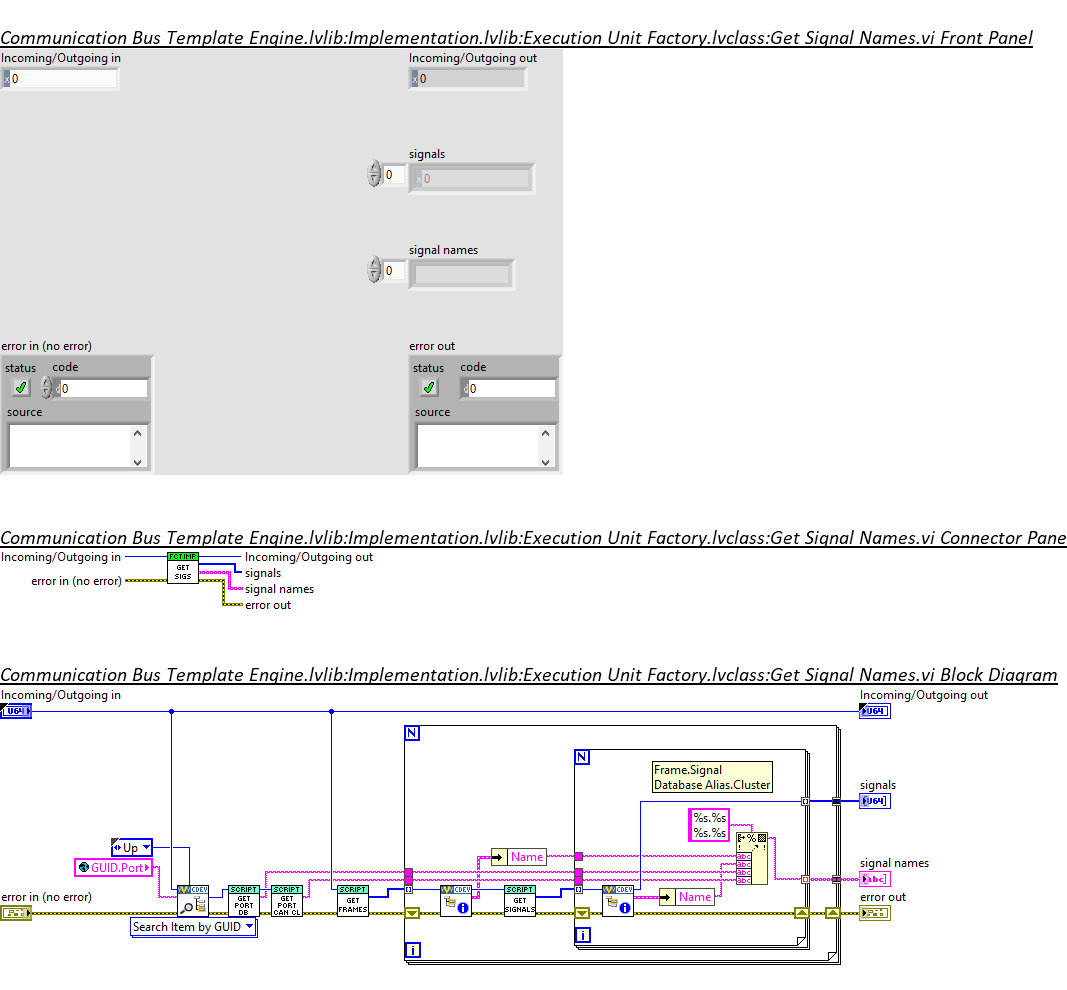 Communication Bus Template Engine.lvlib:Implementation.lvlib:Execution Unit Factory.lvclass:Get Signal Names.vi Front Panel
Incoming/Outgoing in
Incoming/Outgoing out
x 0
x 0
signals
0
x 0
signal names
0
error in (no error)
error out
status code
status code
d 0
d 0
source
source
Communication Bus Template Engine.lvlib:Implementation.lvlib:Execution Unit Factory.lvclass:Get Signal Names.vi Connector Pane
Incoming/Outgoing in
FCT IMP
GET
SIGS
Incoming/Outgoing out
signals
error in (no error)
signal names
error out
Communication Bus Template Engine.lvlib:Implementation.lvlib:Execution Unit Factory.lvclass:Get Signal Names.vi Block Diagram
Incoming/Outgoing in
Incoming/Outgoing out
U64
U64
N
N
Frame.Signal
Database Alias.Cluster
signals
U64
%s.%s
%s.%s
Up
GUID.Port
%
abc
abc
abc
abc
Name
Name
signal names
abc
error in (no error)
error out
CDEV
SCRIPT
GET
PORT
DB
SCRIPT
GET
PORT
CAN CL
SCRIPT
GET
FRAMES
CDEV
SCRIPT
GET
SIGNALS
CDEV
Search Item by GUID
i
i